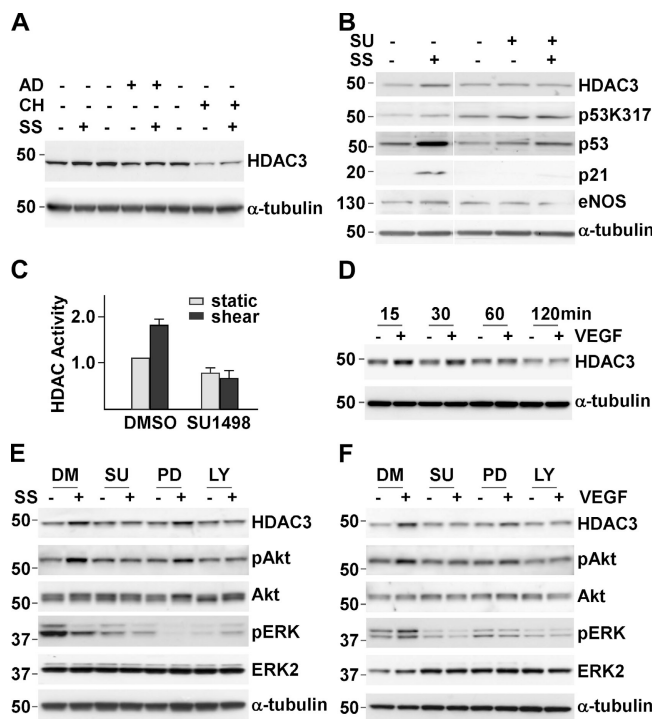 A
AD - - - + + - - -
CH - - - - - - + +
SS - + - - + - - +
50
HDAC3
50
α-tubulin
B
SU - - - + +
SS - + - - +
50
HDAC3
50
p53K317
50
p53
20
p21
130
eNOS
50
α-tubulin
C
HDAC Activity
2.0
1.0
static
shear
DMSO SU1498
D
15 30 60 120min
- + - + - + - + VEGF
50
HDAC3
50
α-tubulin
E
DM SU PD LY
SS - + - + - + - +
50
HDAC3
50
pAkt
50
Akt
37
pERK
37
ERK2
50
α-tubulin
F
DM SU PD LY
- + - + - + - + VEGF
50
HDAC3
50
pAkt
50
Akt
37
pERK
37
ERK2
50
α-tubulin